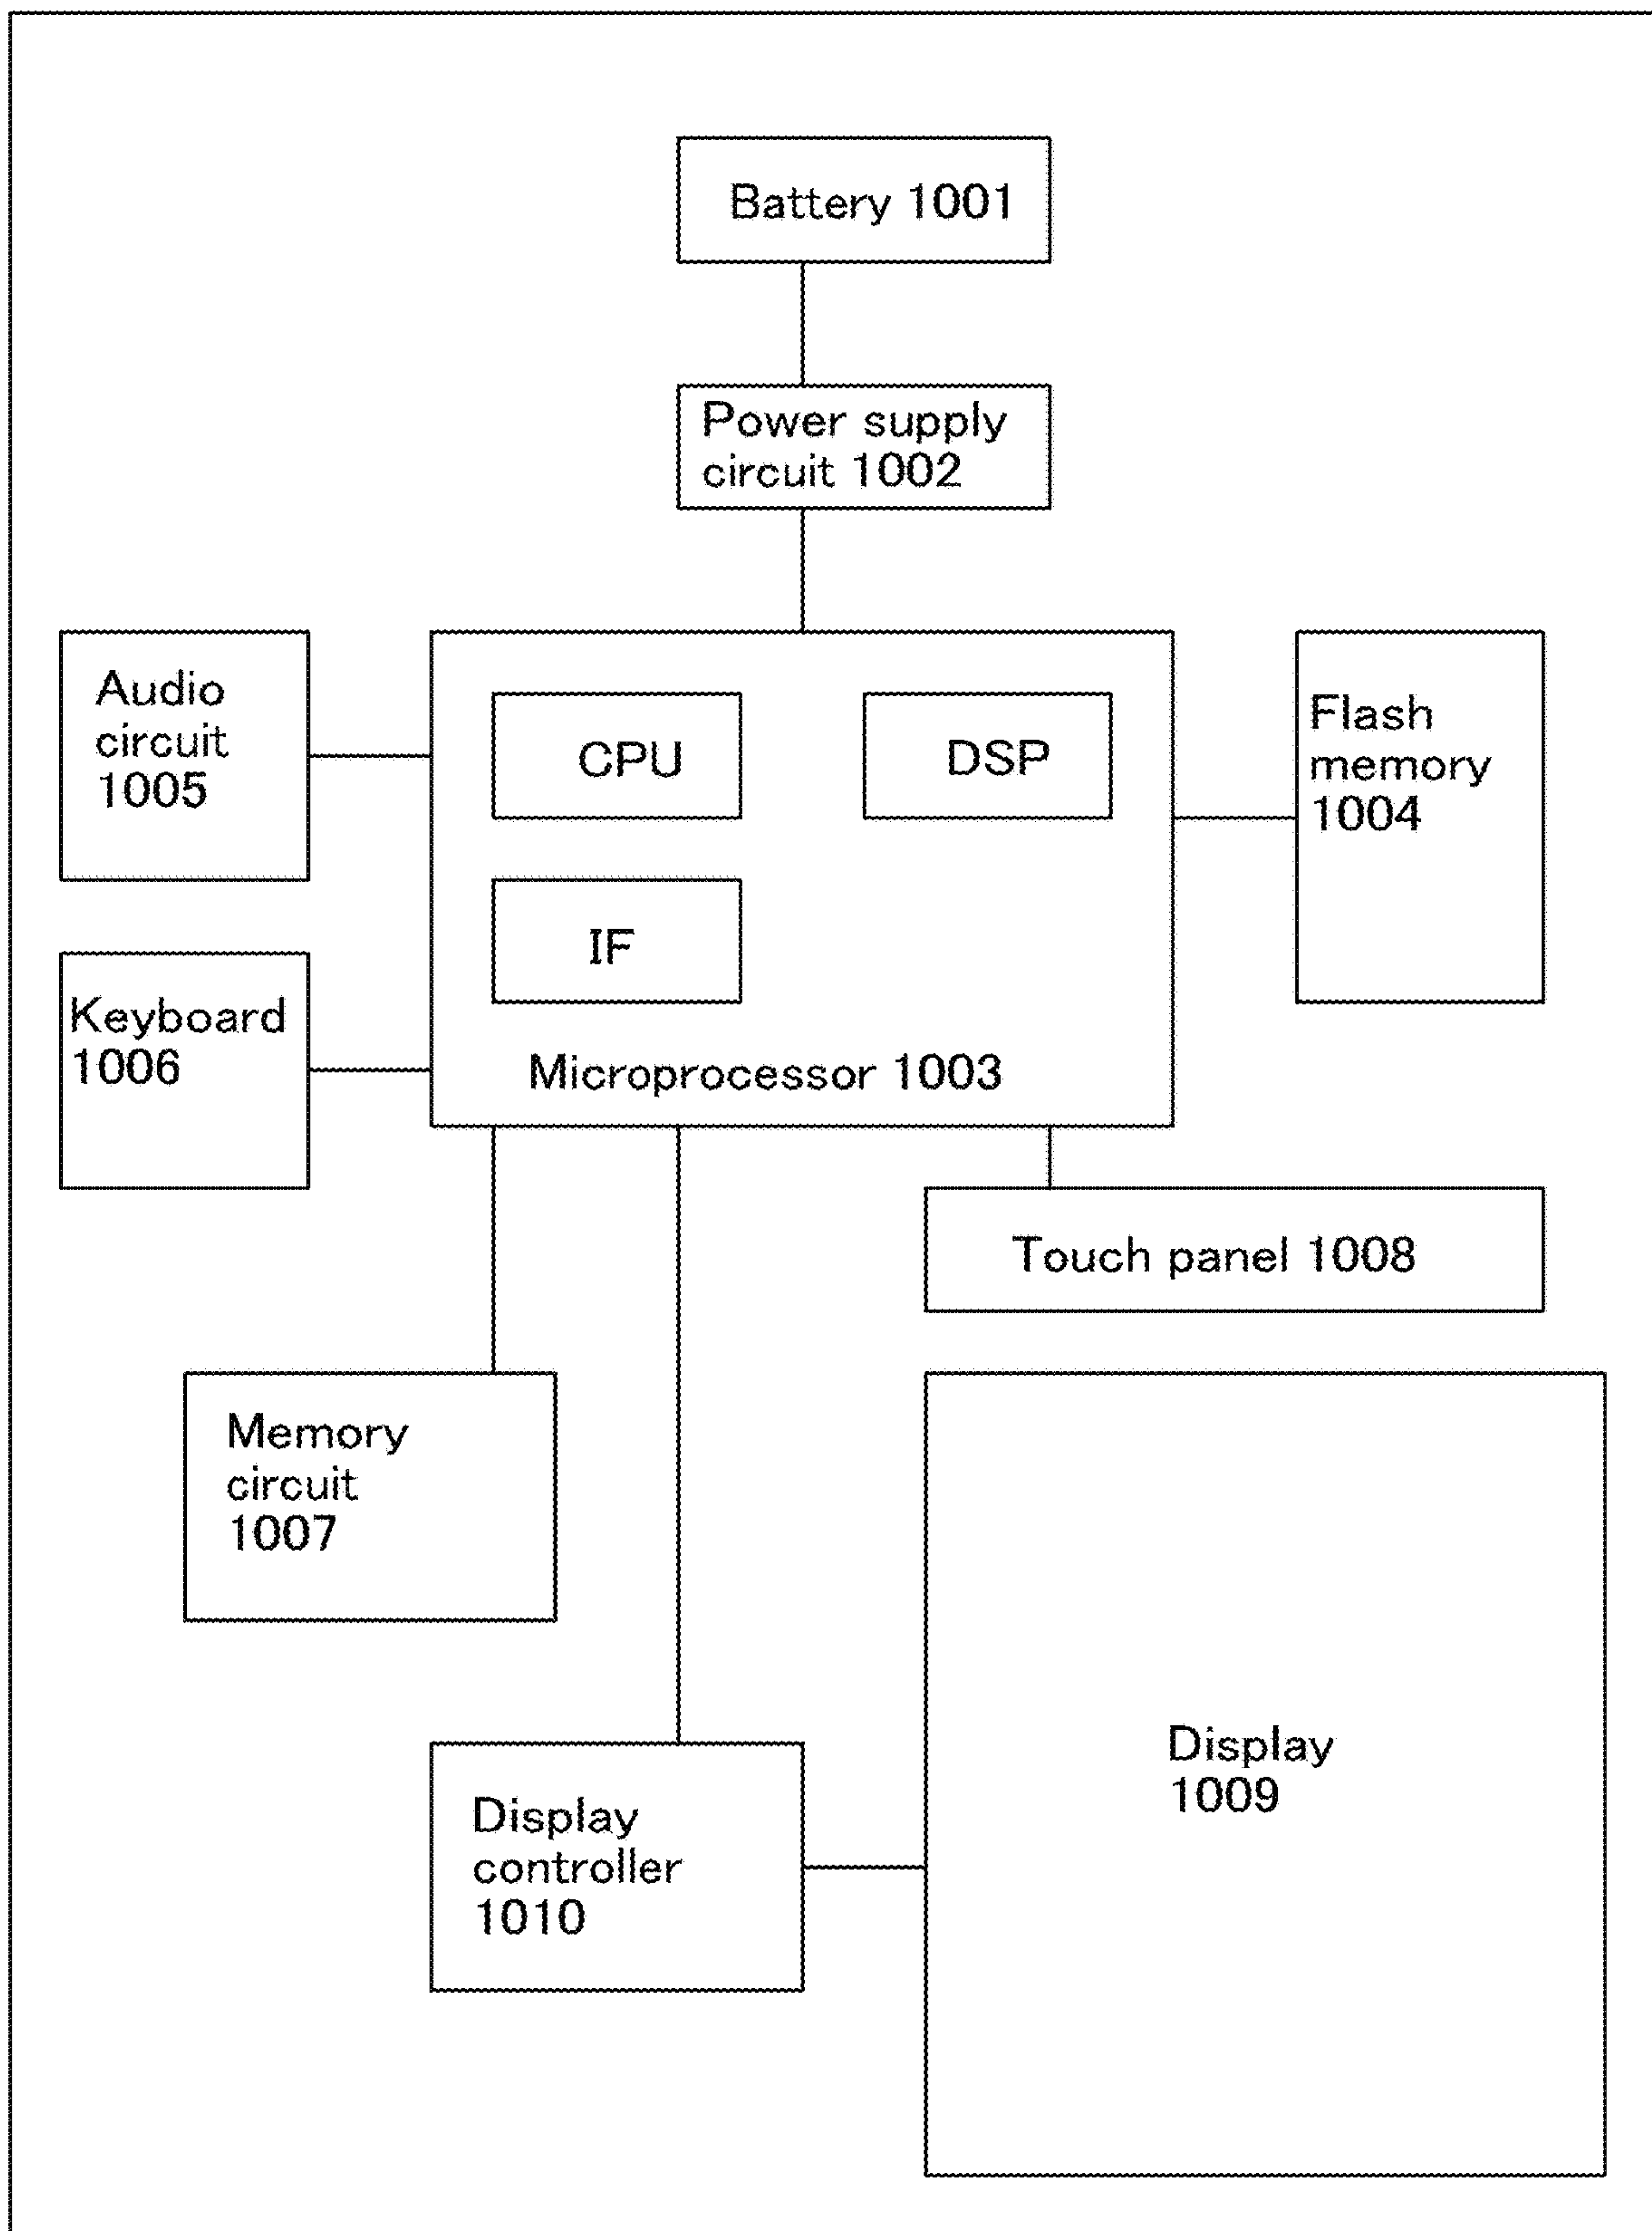 Battery 1001
Power supply
circuit 1002
Audio
circuit
1005
CPU
DSP
Flash
memory
1004
IF
Keyboard
1006
Microprocessor 1003
Touch panel 1008
Memory
circuit
1007
Display
1009
Display
controller
1010